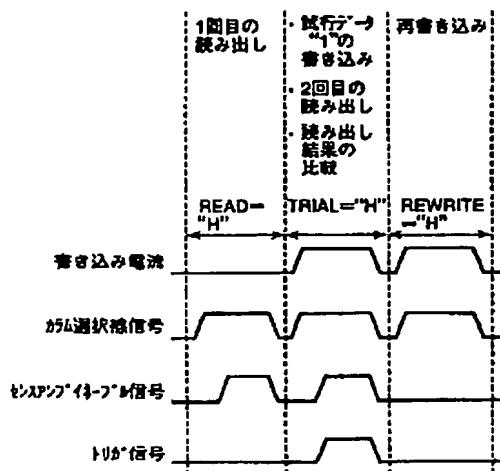 1回目の
読み出し
・試行データ
“1”の
書き込み
・2回目の
読み出し
・読み出し
結果の
比較
再書き込み
READ=
“H”
TRIAL=“H”
REWRITE
=“H”
書き込み電流
カラム選択線信号
センスアンプイネーブル信号
トリガ信号